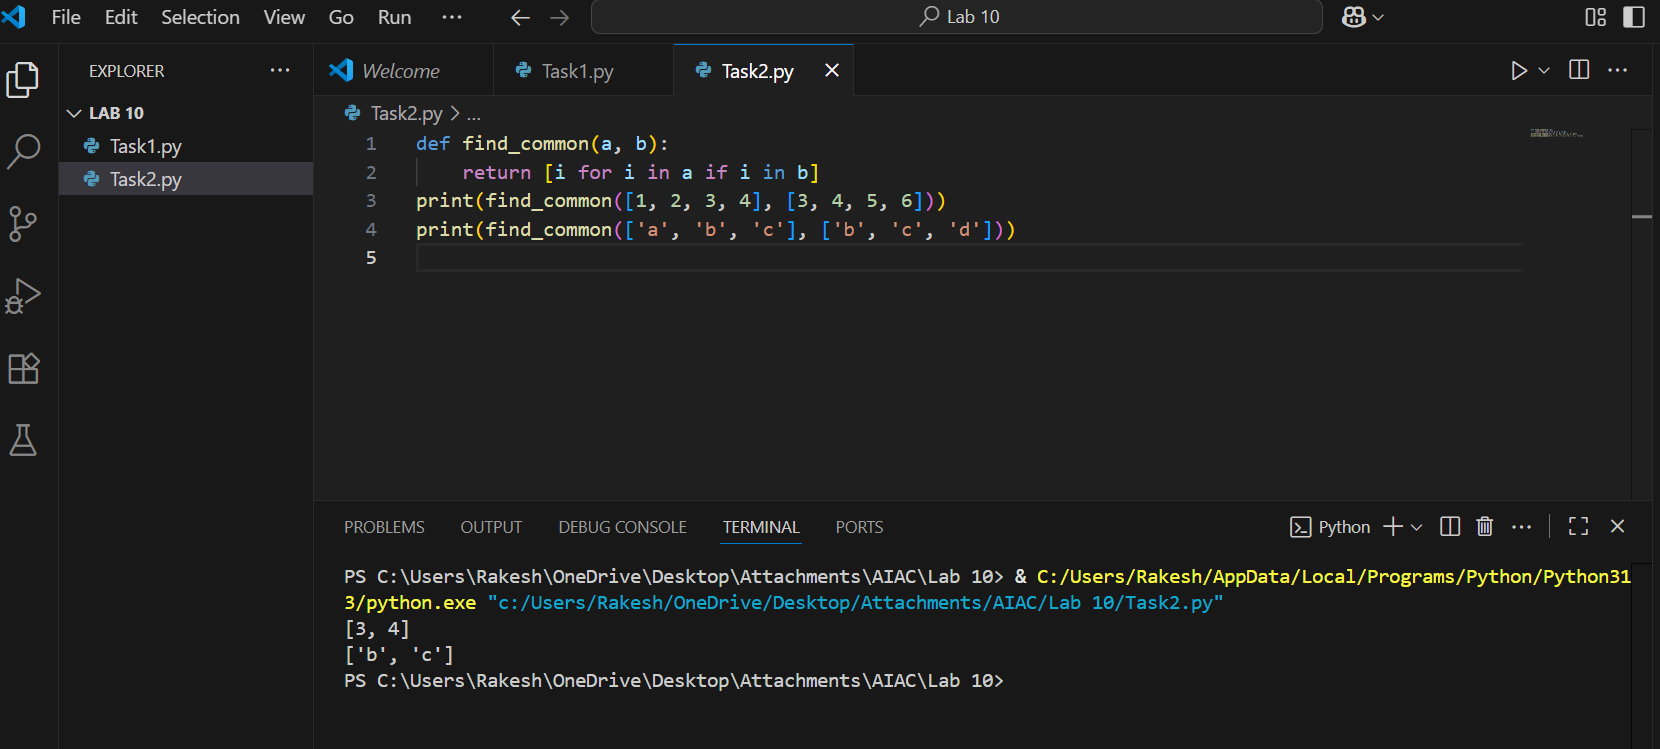 File Edit Selection View Go Run ...
Lab 10
EXPLORER ...
Welcome Task1.py Task2.py
LAB 10
Task1.py
Task2.py
Task2.py > ...
1 def find_common(a, b):
2     return [i for i in a if i in b]
3 print(find_common([1, 2, 3, 4], [3, 4, 5, 6]))
4 print(find_common(['a', 'b', 'c'], ['b', 'c', 'd']))
5
PROBLEMS OUTPUT DEBUG CONSOLE TERMINAL PORTS
Python
PS C:\Users\Rakesh\OneDrive\Desktop\Attachments\AIAC\Lab 10> & C:/Users/Rakesh/AppData/Local/Programs/Python/Python31
3/python.exe "c:/Users/Rakesh/OneDrive/Desktop/Attachments/AIAC/Lab 10/Task2.py"
[3, 4]
['b', 'c']
PS C:\Users\Rakesh\OneDrive\Desktop\Attachments\AIAC\Lab 10>